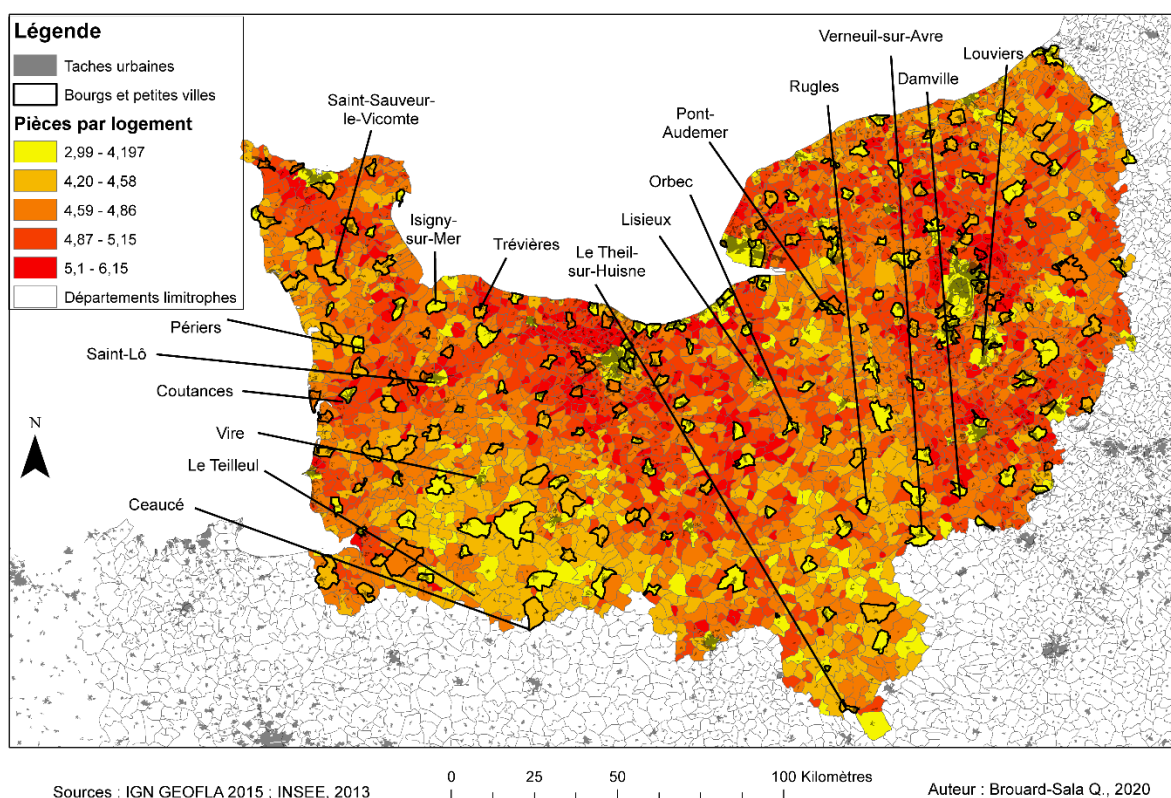 Légende
Taches urbaines
Bourgs et petites villes
Pièces par logement
2,99 - 4,197
4,20 - 4,58
4,59 - 4,86
4,87 - 5,15
5,1 - 6,15
Départements limitrophes
Saint-Sauveur-
le-Vicomte
Isigny-
sur-Mer
Trévières
Le Theil-
sur-Huisne
Lisieux
Orbec
Pont-
Audemer
Rugles
Verneuil-sur-Avre
Damville
Louviers
Périers
Saint-Lô
Coutances
Vire
Le Teilleul
Ceaucé
N
0 25 50 100 Kilomètres
Sources : IGN GEOFLA 2015 ; INSEE, 2013
Auteur : Brouard-Sala Q., 2020